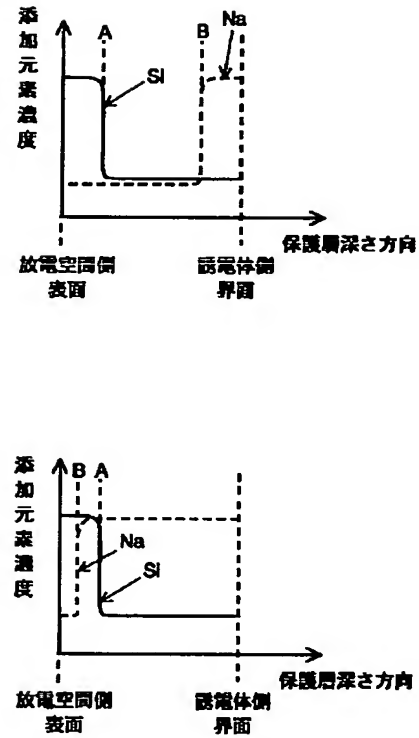 添加元素濃度
A
B
Na
Si
保護層深さ方向
放電空間側
表面
誘電体側
界面
添加元素濃度
B
A
Na
Si
保護層深さ方向
放電空間側
表面
誘電体側
界面